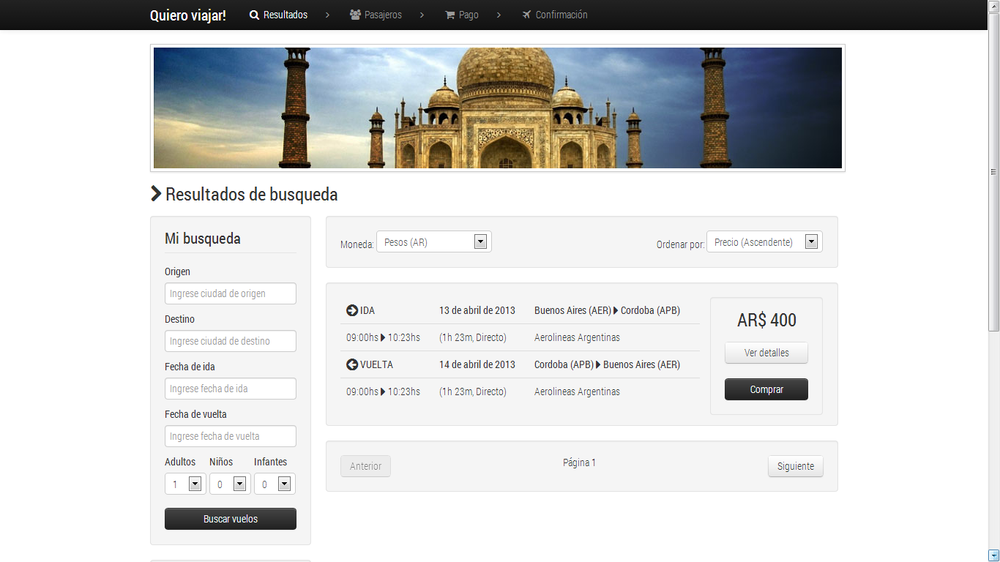 Quiero viajar! Resultados > Pasajeros > Pago > Confirmación
Resultados de busqueda
Mi busqueda
Origen
Ingrese ciudad de origen
Destino
Ingrese ciudad de destino
Fecha de ida
Ingrese fecha de ida
Fecha de vuelta
Ingrese fecha de vuelta
Adultos Niños Infantes
1 0 0
Buscar vuelos
Moneda: Pesos (AR) Ordenar por: Precio (Ascendente)
IDA 13 de abril de 2013 Buenos Aires (AER) Cordoba (APB)
09:00hs 10:23hs (1h 23m, Directo) Aerolineas Argentinas
VUELTA 14 de abril de 2013 Cordoba (APB) Buenos Aires (AER)
09:00hs 10:23hs (1h 23m, Directo) Aerolineas Argentinas
AR$ 400
Ver detalles
Comprar
Anterior Página 1 Siguiente